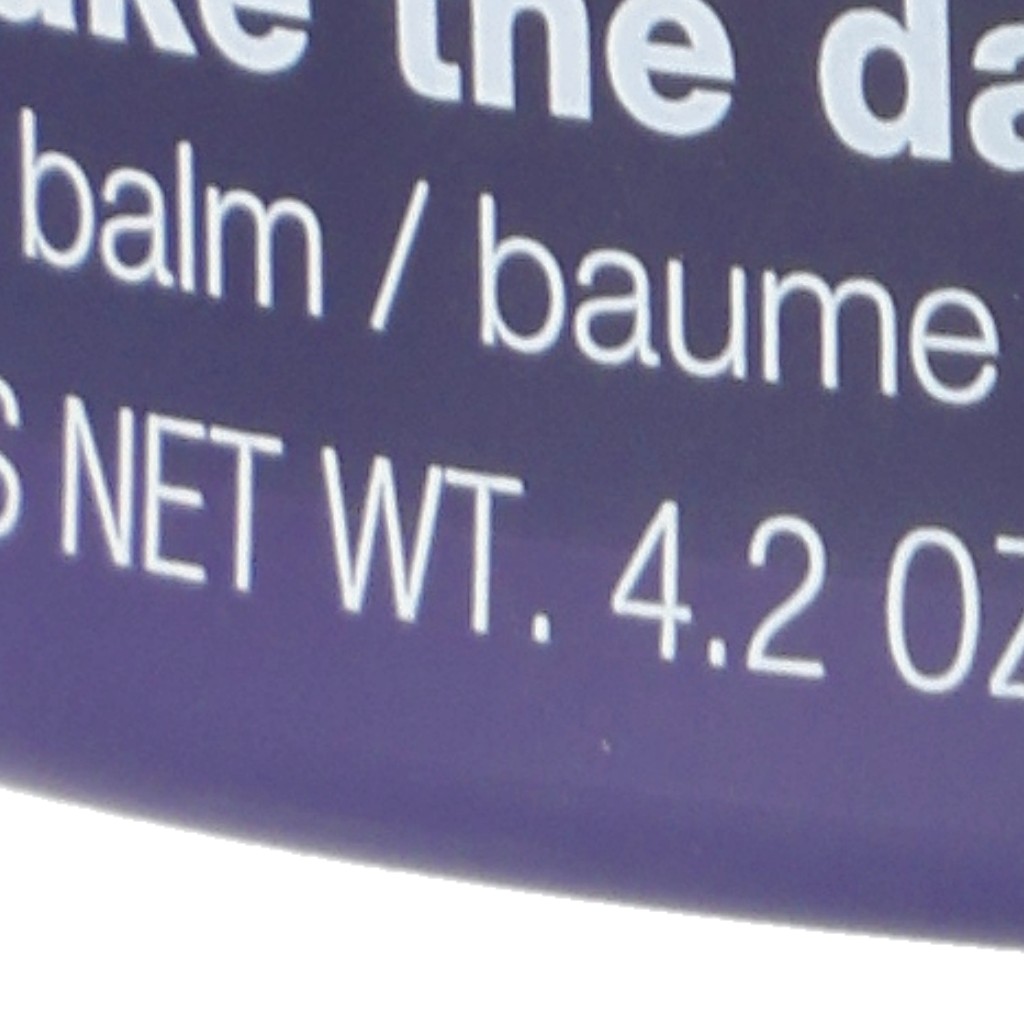 the
balm / baume
NET WT. 4.2